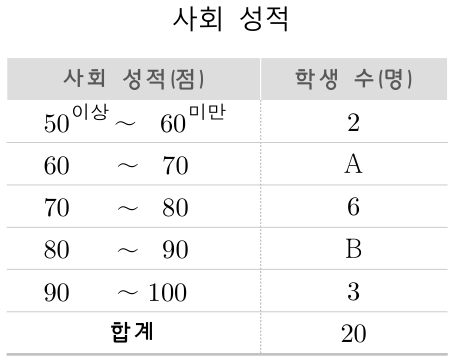 사회 성적
사회 성적(점) 학생 수(명)
50이상 ~ 60미만 2
60 ~ 70 A
70 ~ 80 6
80 ~ 90 B
90 ~ 100 3
합계 20